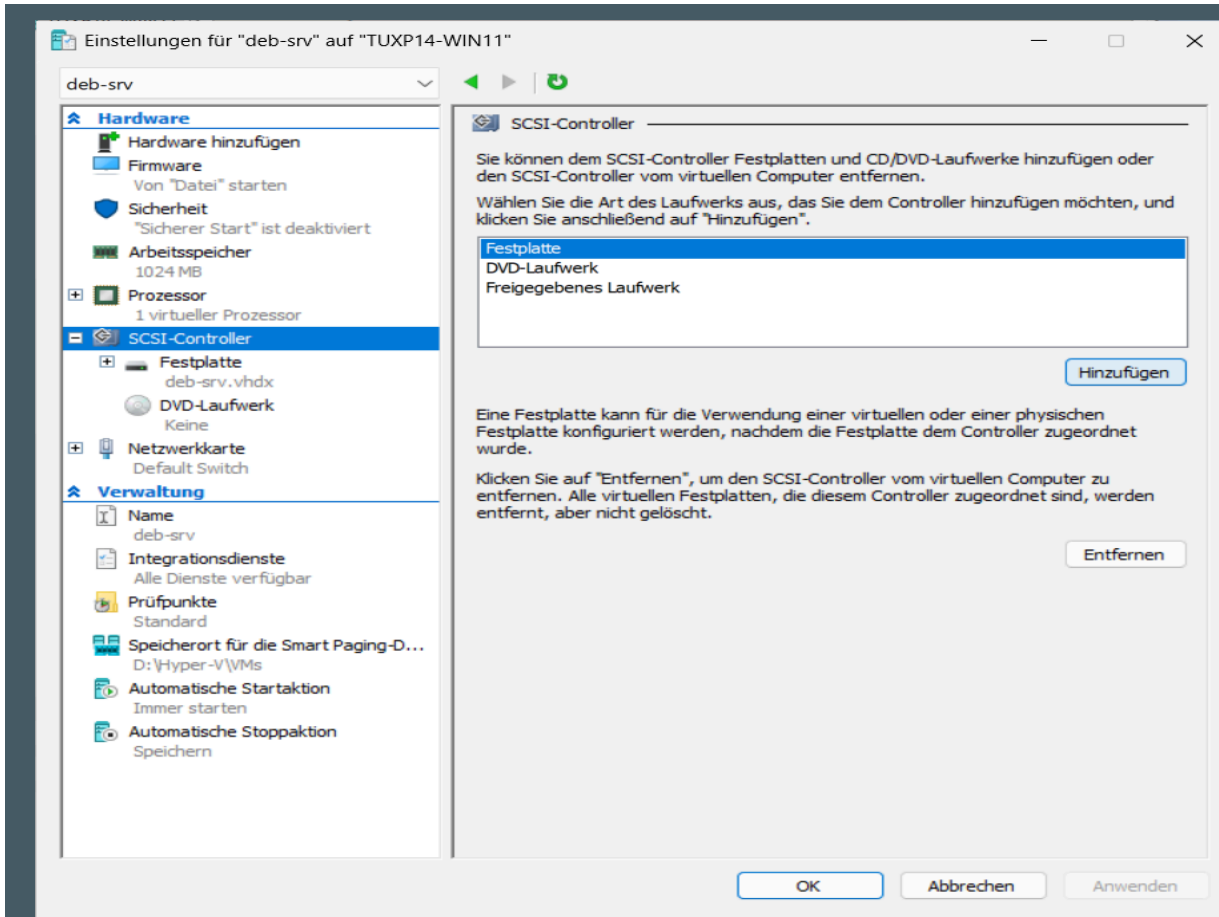 Einstellungen für "deb-srv" auf "TUXP14-WIN11"
deb-srv
Hardware
Hardware hinzufügen
Firmware
Von "Datei" starten
Sicherheit
"Sicherer Start" ist deaktiviert
Arbeitsspeicher
1024 MB
Prozessor
1 virtueller Prozessor
SCSI-Controller
Festplatte
deb-srv.vhdx
DVD-Laufwerk
Keine
Netzwerkkarte
Default Switch
Verwaltung
Name
deb-srv
Integrationsdienste
Alle Dienste verfügbar
Prüfpunkte
Standard
Speicherort für die Smart Paging-D...
D:\Hyper-V\VMs
Automatische Startaktion
Immer starten
Automatische Stoppaktion
Speichern
SCSI-Controller
Sie können dem SCSI-Controller Festplatten und CD/DVD-Laufwerke hinzufügen oder
den SCSI-Controller vom virtuellen Computer entfernen.
Wählen Sie die Art des Laufwerks aus, das Sie dem Controller hinzufügen möchten, und
klicken Sie anschließend auf "Hinzufügen".
Festplatte
DVD-Laufwerk
Freigegebenes Laufwerk
Hinzufügen
Eine Festplatte kann für die Verwendung einer virtuellen oder einer physischen
Festplatte konfiguriert werden, nachdem die Festplatte dem Controller zugeordnet
wurde.
Klicken Sie auf "Entfernen", um den SCSI-Controller vom virtuellen Computer zu
entfernen. Alle virtuellen Festplatten, die diesem Controller zugeordnet sind, werden
entfernt, aber nicht gelöscht.
Entfernen
OK
Abbrechen
Anwenden